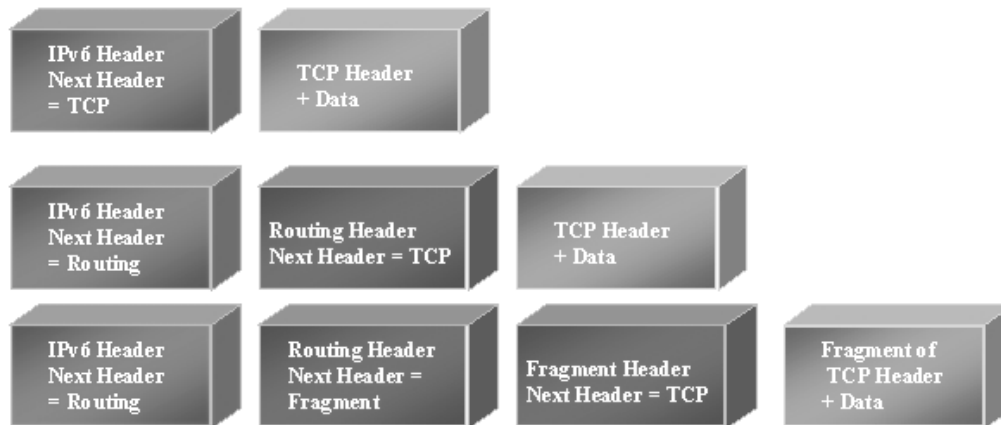 IPv6 Header
Next Header
= TCP
TCP Header
+ Data
IPv6 Header
Next Header
= Routing
Routing Header
Next Header = TCP
TCP Header
+ Data
IPv6 Header
Next Header
= Routing
Routing Header
Next Header =
Fragment
Fragment Header
Next Header = TCP
Fragment of
TCP Header
+ Data